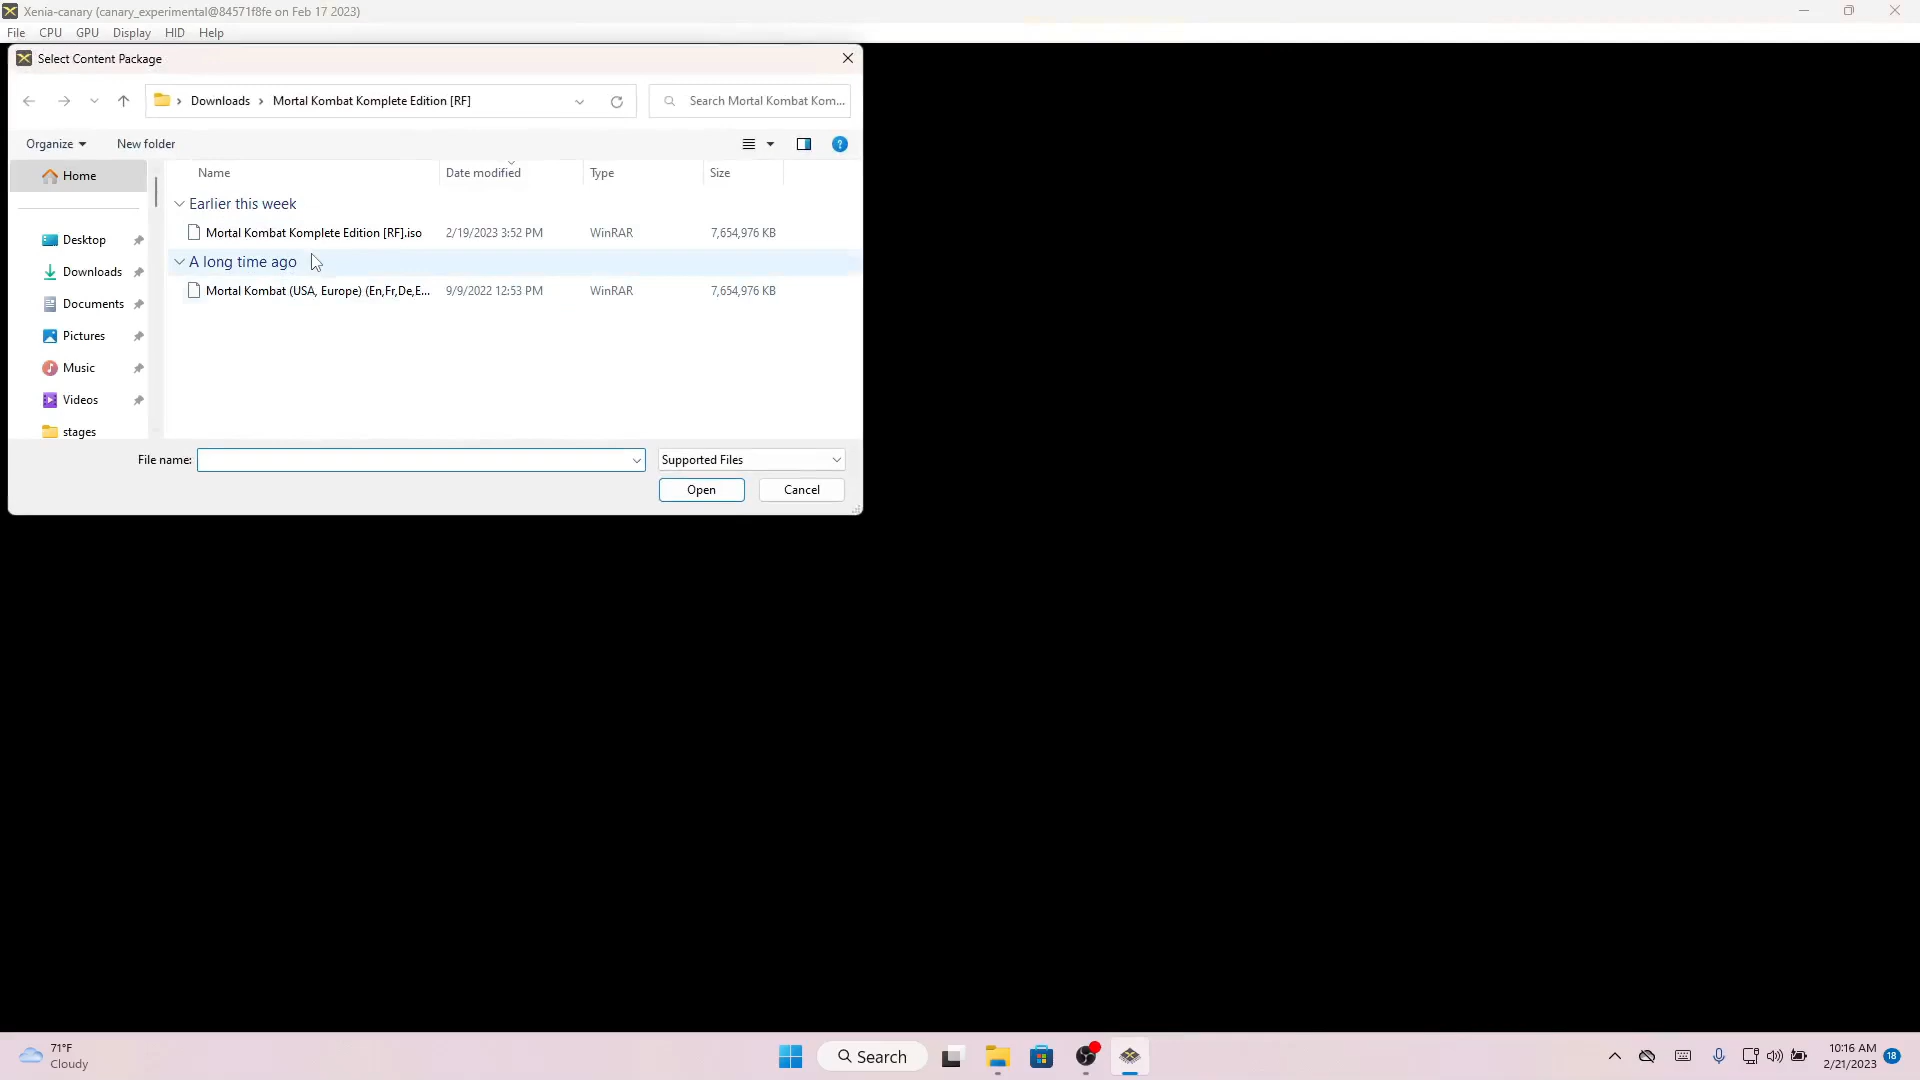 Xenia-canary (canary_experimental@84571f8fe on Feb 17 2023)
File CPU GPU Display HID Help
Select Content Package
Downloads Mortal Kombat Komplete Edition [RF]
Search Mortal Kombat Kom...
Organize New folder
Name Date modified Type Size
Home
Earlier this week
Mortal Kombat Komplete Edition [RF].iso 2/19/2023 3:52 PM WinRAR 7,654,976 KB
A long time ago
Mortal Kombat (USA, Europe) (En,Fr,De,E... 9/9/2022 12:53 PM WinRAR 7,654,976 KB
Desktop
Downloads
Documents
Pictures
Music
Videos
stages
File name: Supported Files
Open Cancel
71°F
Cloudy
Search
10:16 AM
2/21/2023
18